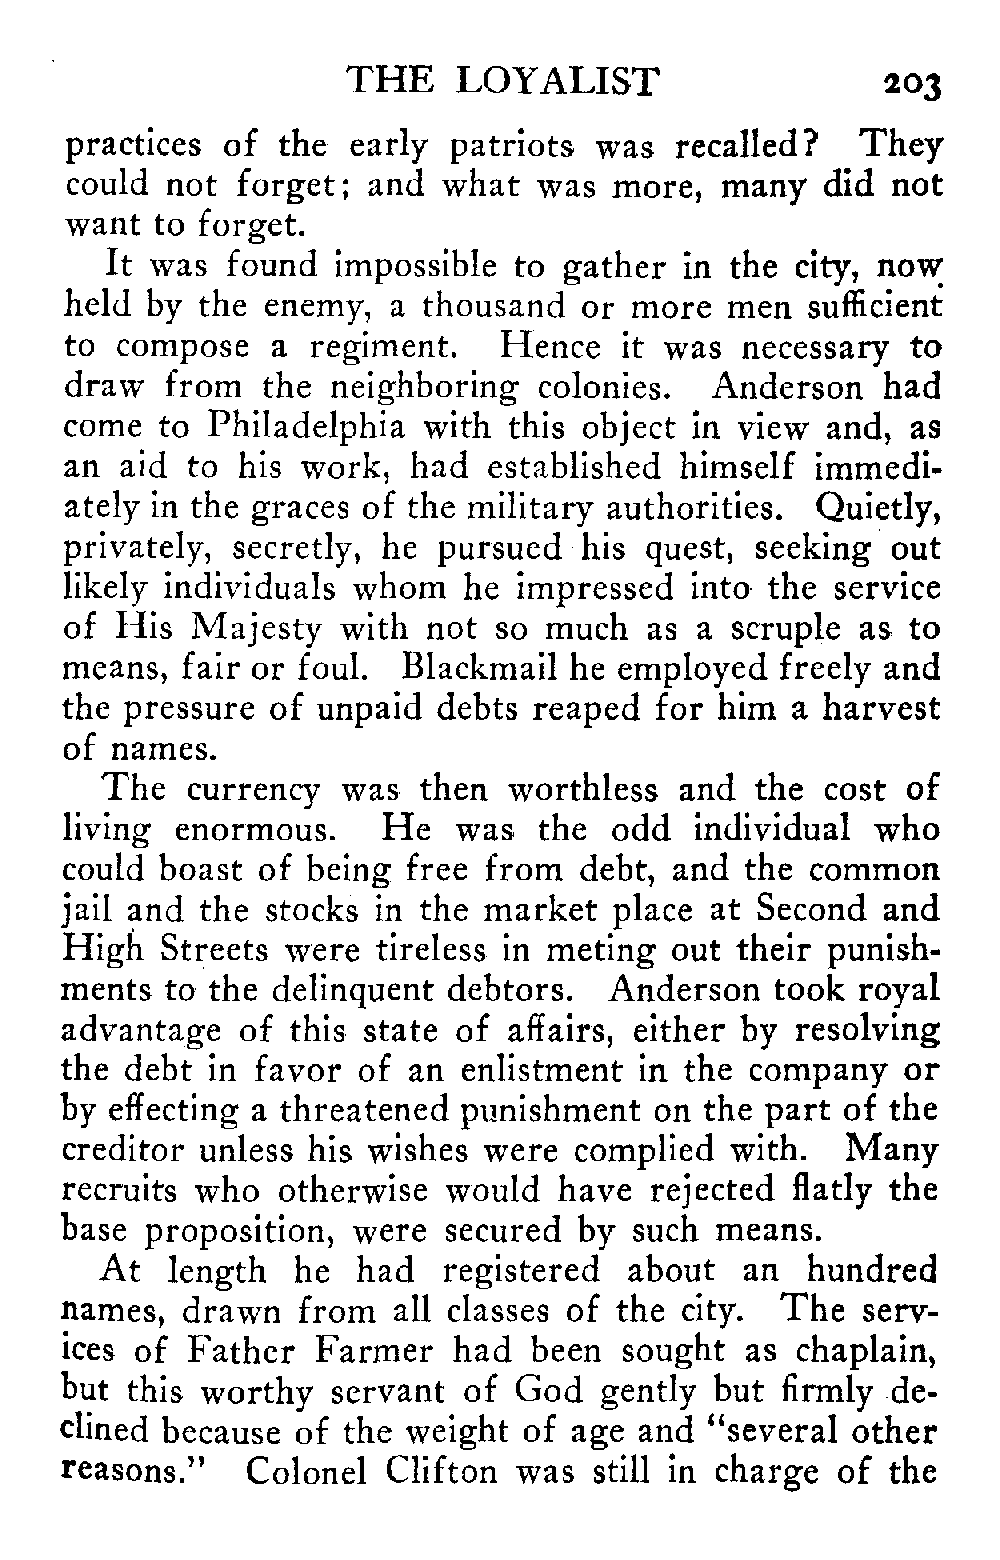 THE LOYALIST 203
practices of the early patriots was recalled? They
could not forget; and what was more, many did not
want to forget.
It was found impossible to gather in the city, now
held by the enemy, a thousand or more men sufficient
to compose a regiment. Hence it was necessary to
draw from the neighboring colonies. Anderson had
come to Philadelphia with this object in view and, as
an aid to his work, had established himself immedi-
ately in the graces of the military authorities. Quietly,
privately, secretly, he pursued his quest, seeking out
likely individuals whom he impressed into the service
of His Majesty with not so much as a scruple as to
means, fair or foul. Blackmail he employed freely and
the pressure of unpaid debts reaped for him a harvest
of names.
The currency was then worthless and the cost of
living enormous. He was the odd individual who
could boast of being free from debt, and the common
jail and the stocks in the market place at Second and
High Streets were tireless in meting out their punish-
ments to the delinquent debtors. Anderson took royal
advantage of this state of affairs, either by resolving
the debt in favor of an enlistment in the company or
by effecting a threatened punishment on the part of the
creditor unless his wishes were complied with. Many
recruits who otherwise would have rejected flatly the
base proposition, were secured by such means.
At length he had registered about an hundred
names, drawn from all classes of the city. The serv-
ices of Father Farmer had been sought as chaplain,
but this worthy servant of God gently but firmly de-
clined because of the weight of age and "several other
reasons." Colonel Clifton was still in charge of the